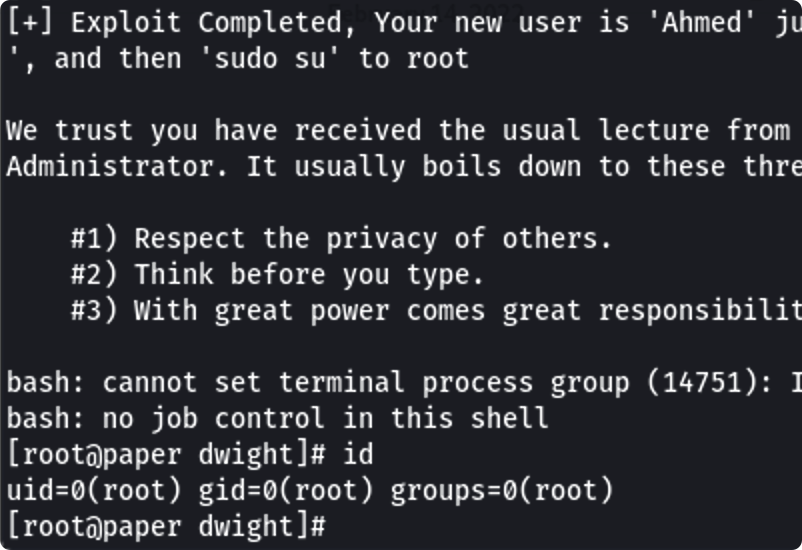 [+] Exploit Completed, Your new user is 'Ahmed' ju
', and then 'sudo su' to root
We trust you have received the usual lecture from
Administrator. It usually boils down to these thre
#1) Respect the privacy of others.
#2) Think before you type.
#3) With great power comes great responsibilit
bash: cannot set terminal process group (14751): I
bash: no job control in this shell
[root@paper dwight]# id
uid=0(root) gid=0(root) groups=0(root)
[root@paper dwight]#